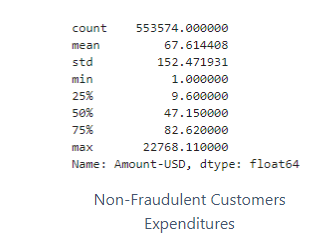 count 553574.000000
mean 67.614408
std 152.471931
min 1.000000
25% 9.600000
50% 47.150000
75% 82.620000
max 22768.110000
Name: Amount-USD, dtype: float64
Non-Fraudulent Customers
Expenditures